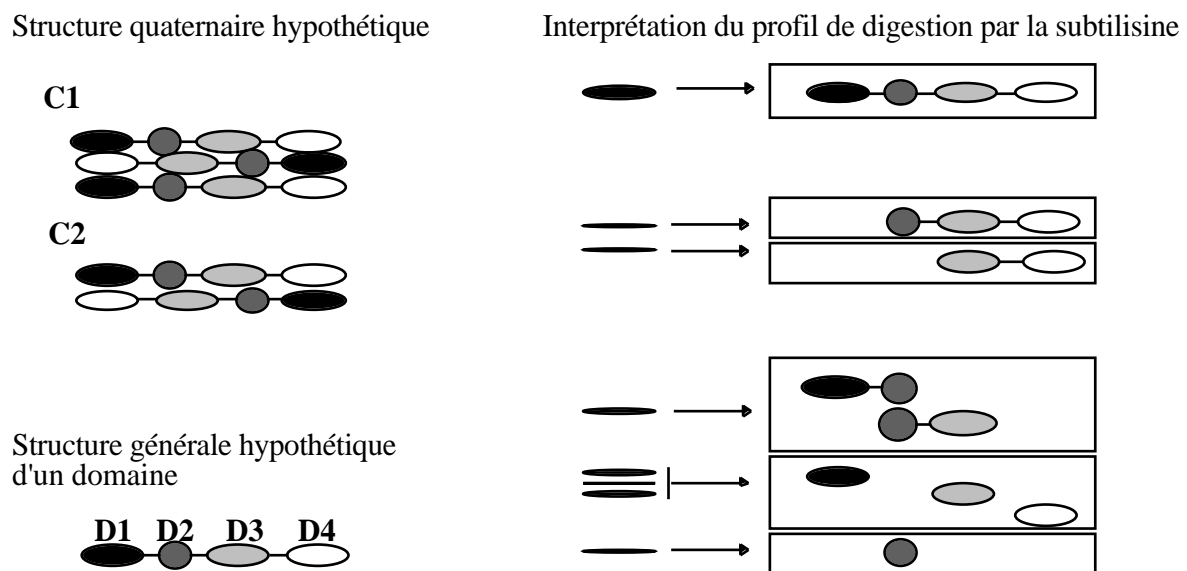 Structure quaternaire hypothétique
Interprétation du profil de digestion par la subtilisine
C1
C2
Structure générale hypothétique
d'un domaine
D1 D2 D3 D4